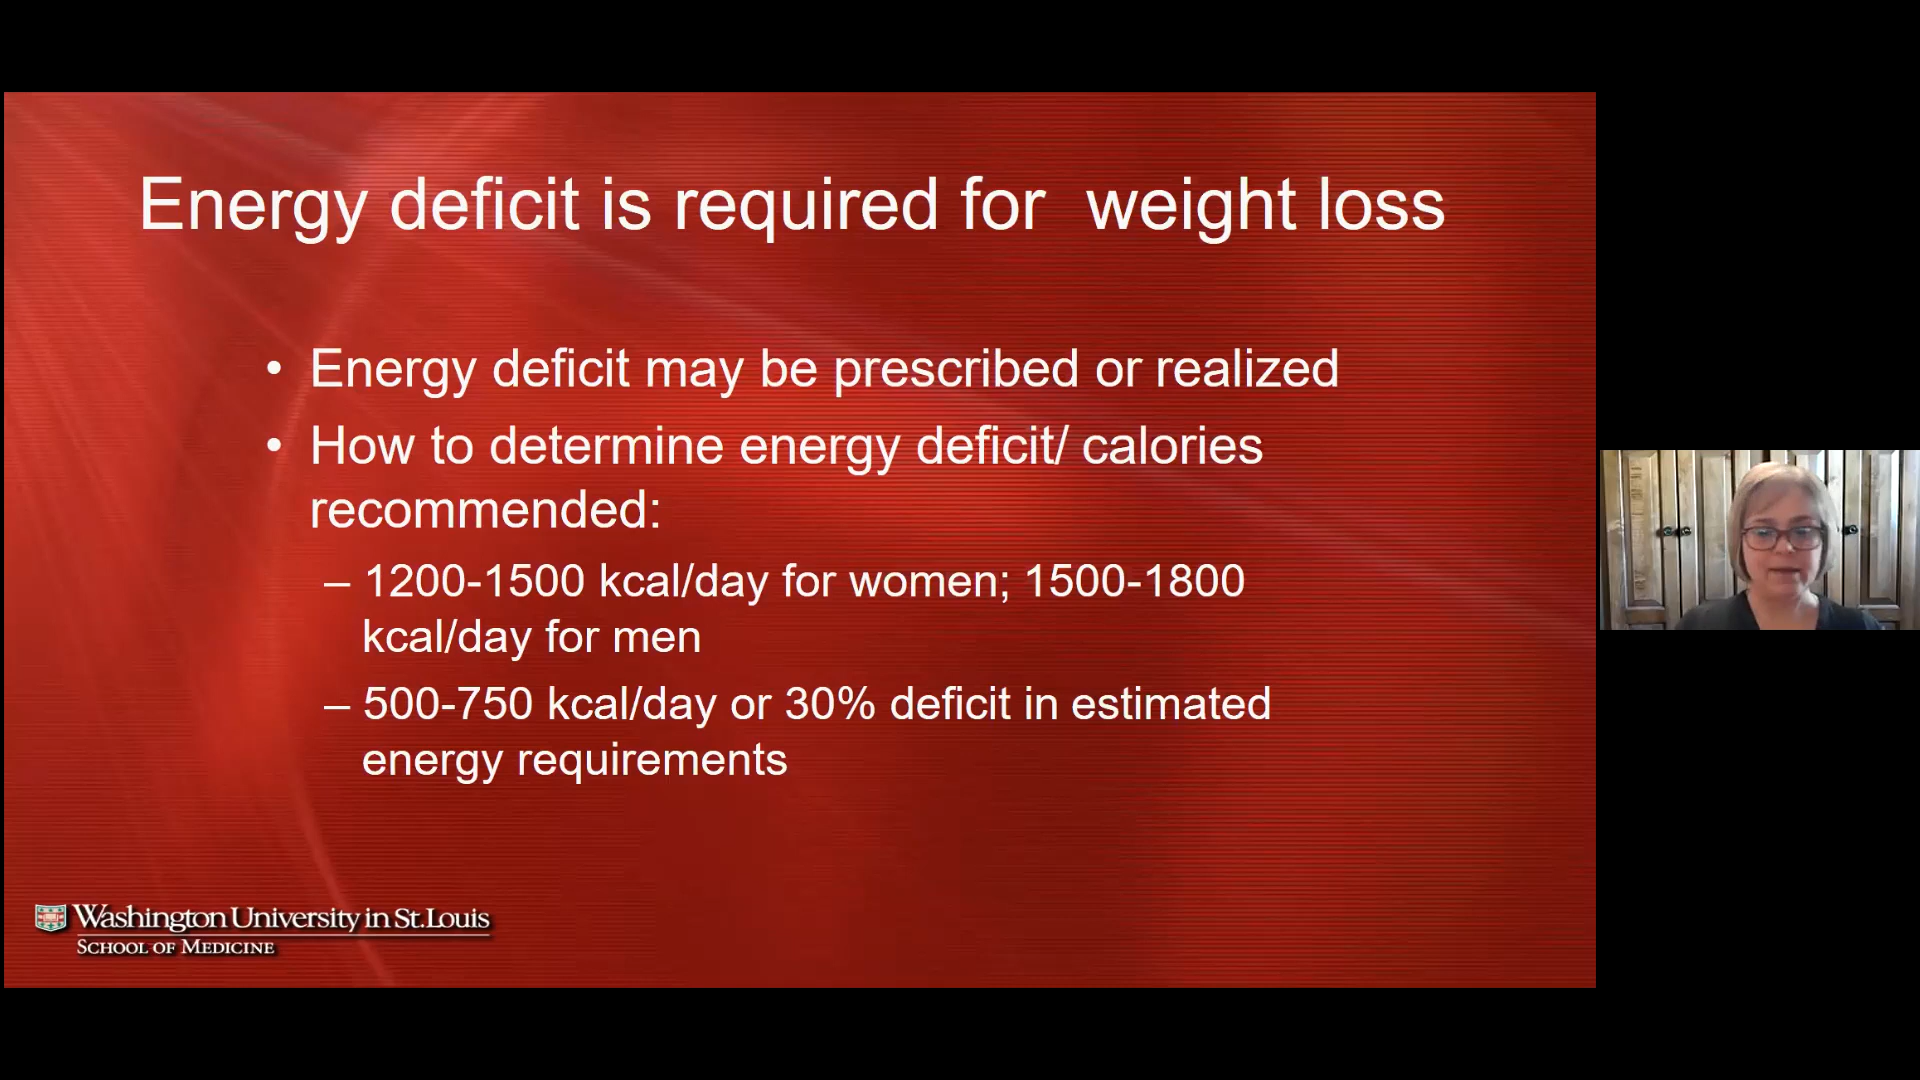 Energy deficit is required for  weight loss
• Energy deficit may be prescribed or realized
• How to determine energy deficit/ calories
recommended:
– 1200-1500 kcal/day for women; 1500-1800
kcal/day for men
– 500-750 kcal/day or 30% deficit in estimated
energy requirements
Washington University in St. Louis
SCHOOL OF MEDICINE